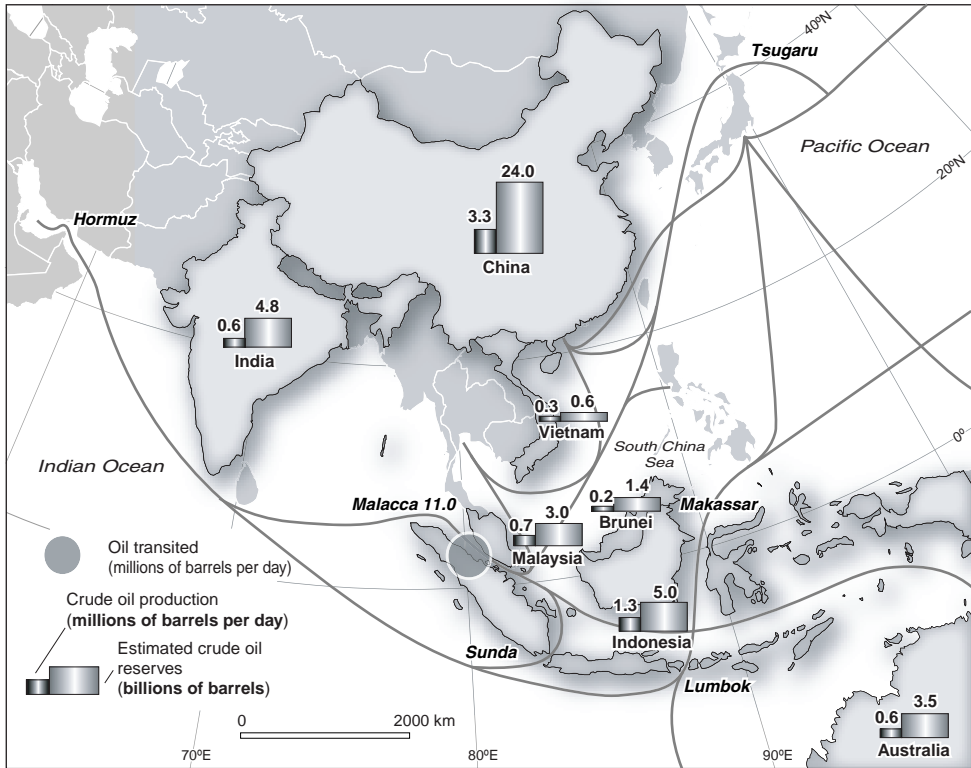 40ºN
Tsugaru
Pacific Ocean
20ºN
24.0
3.3
China
Hormuz
4.8
0.6
India
0.3 0.6
Vietnam
South China
Sea
0º
Indian Ocean
Malacca 11.0
1.4
0.2
Brunei
Makassar
3.0
0.7
Malaysia
Oil transited
(millions of barrels per day)
Crude oil production
(millions of barrels per day)
Estimated crude oil
reserves
(billions of barrels)
5.0
1.3
Indonesia
Sunda
Lumbok
3.5
0.6
Australia
0 2000 km
70ºE
80ºE
90ºE